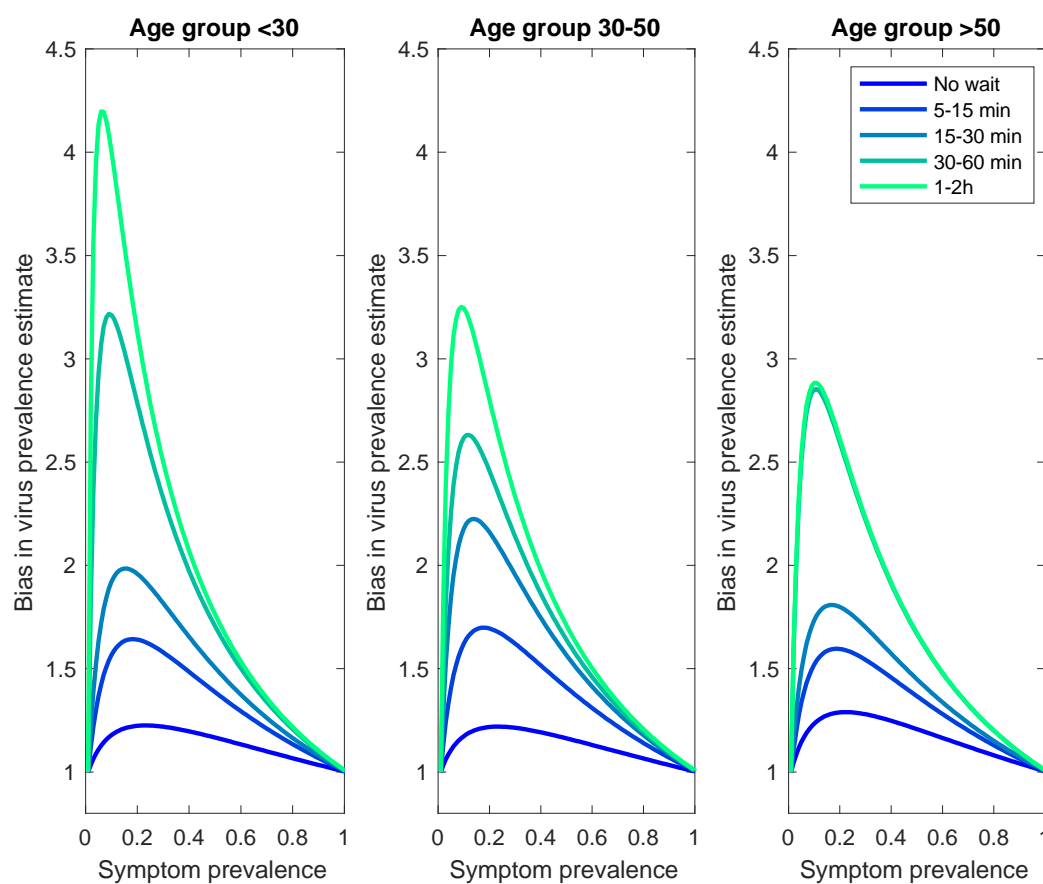 Age group <30
Bias in virus prevalence estimate
4.5
4
3.5
3
2.5
2
1.5
1
0 0.2 0.4 0.6 0.8 1
Symptom prevalence
Age group 30-50
Bias in virus prevalence estimate
4.5
4
3.5
3
2.5
2
1.5
1
0 0.2 0.4 0.6 0.8 1
Symptom prevalence
Age group >50
Bias in virus prevalence estimate
4.5
4
3.5
3
2.5
2
1.5
1
0 0.2 0.4 0.6 0.8 1
Symptom prevalence
No wait
5-15 min
15-30 min
30-60 min
1-2h